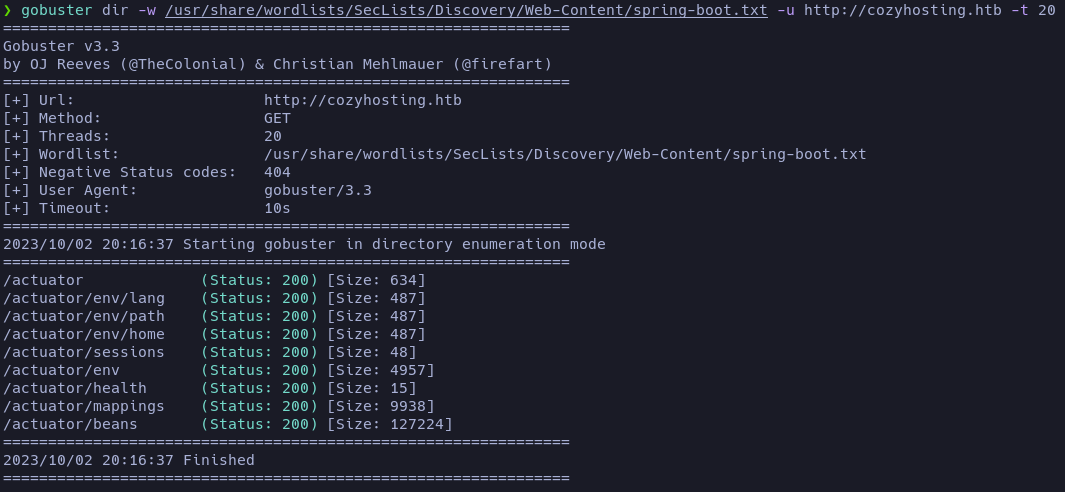 ❯ gobuster dir -w /usr/share/wordlists/SecLists/Discovery/Web-Content/spring-boot.txt -u http://cozyhosting.htb -t 20
===============================================================
Gobuster v3.3
by OJ Reeves (@TheColonial) & Christian Mehlmauer (@firefart)
===============================================================
[+] Url:                     http://cozyhosting.htb
[+] Method:                  GET
[+] Threads:                 20
[+] Wordlist:                /usr/share/wordlists/SecLists/Discovery/Web-Content/spring-boot.txt
[+] Negative Status codes:   404
[+] User Agent:              gobuster/3.3
[+] Timeout:                 10s
===============================================================
2023/10/02 20:16:37 Starting gobuster in directory enumeration mode
===============================================================
/actuator             (Status: 200) [Size: 634]
/actuator/env/lang    (Status: 200) [Size: 487]
/actuator/env/path    (Status: 200) [Size: 487]
/actuator/env/home    (Status: 200) [Size: 487]
/actuator/sessions    (Status: 200) [Size: 48]
/actuator/env         (Status: 200) [Size: 4957]
/actuator/health      (Status: 200) [Size: 15]
/actuator/mappings    (Status: 200) [Size: 9938]
/actuator/beans       (Status: 200) [Size: 127224]
===============================================================
2023/10/02 20:16:37 Finished
===============================================================